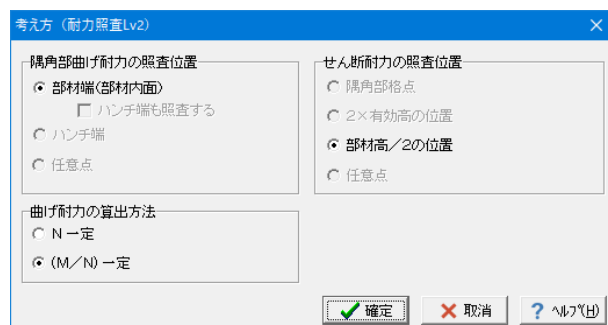 考え方（耐力照査Lv2）
隅角部曲げ耐力の照査位置
部材端(部材内面)
ハンチ端も照査する
ハンチ端
任意点
せん断耐力の照査位置
隅角部格点
2×有効高の位置
部材高／2の位置
任意点
曲げ耐力の算出方法
N 一定
(M／N) 一定
確定
取消
? ﾍﾙﾌﾟ(H)